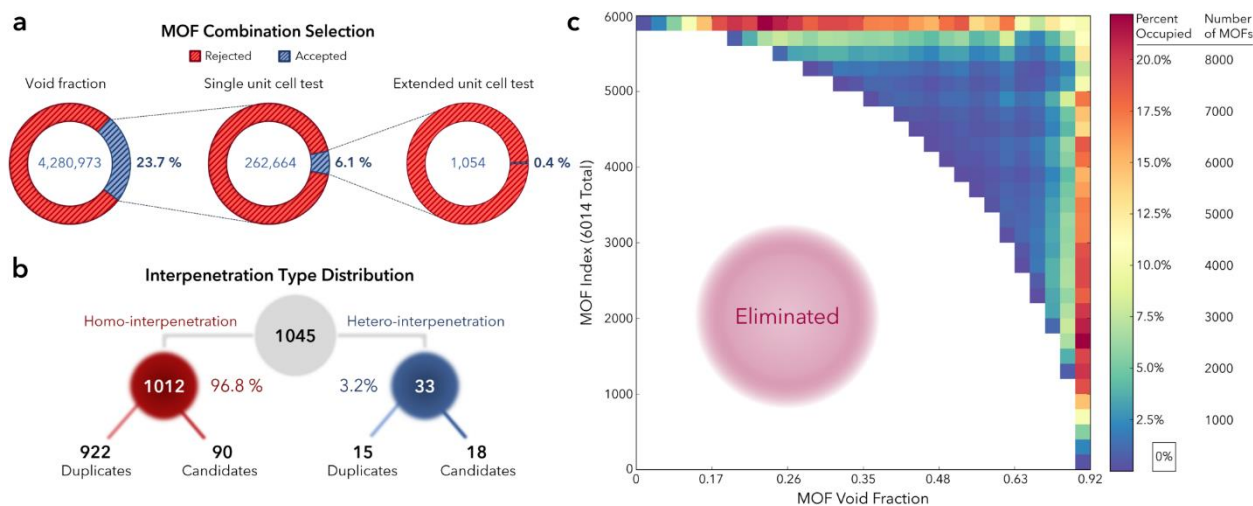 a
MOF Combination Selection
Rejected Accepted
Void fraction Single unit cell test Extended unit cell test
4,280,973 23.7 % 262,664 6.1 % 1,054 0.4 %
b
Interpenetration Type Distribution
Homo-interpenetration Hetero-interpenetration
1045
1012 96.8 % 3.2% 33
922 90 15 18
Duplicates Candidates Duplicates Candidates
c
MOF Index (6014 Total)
6000
5000
4000
3000
2000
1000
0
Eliminated
0 0.17 0.26 0.35 0.48 0.63 0.92
MOF Void Fraction
Percent Number
Occupied of MOFs
20.0% 8000
17.5% 7000
15.0% 6000
12.5% 5000
10.0% 4000
7.5% 3000
5.0% 2000
2.5% 1000
0%